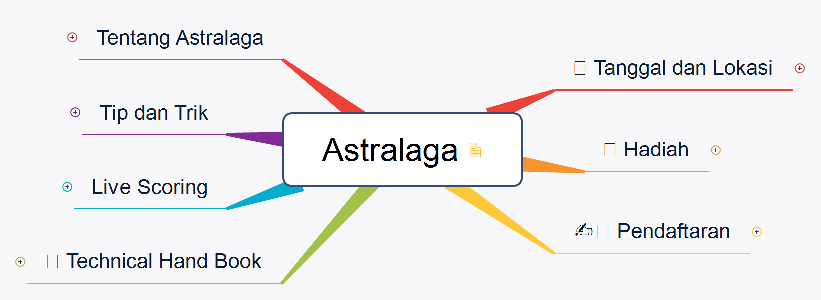 Tentang Astralaga
Tip dan Trik
Live Scoring
Technical Hand Book
Astralaga
Tanggal dan Lokasi
Hadiah
✍ Pendaftaran